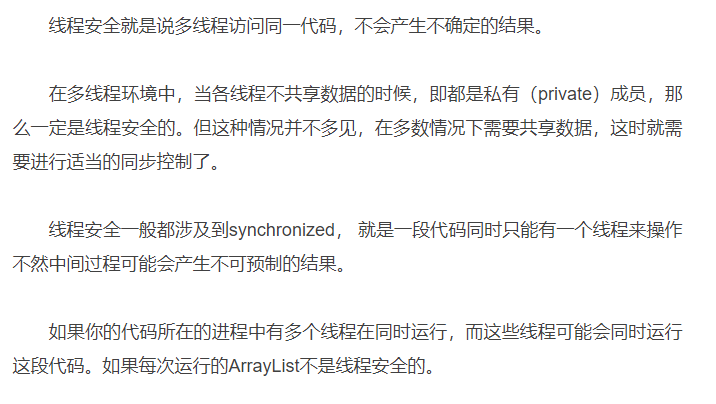 线程安全就是说多线程访问同一代码，不会产生不确定的结果。
在多线程环境中，当各线程不共享数据的时候，即都是私有（private）成员，那
么一定是线程安全的。但这种情况并不多见，在多数情况下需要共享数据，这时就需
要进行适当的同步控制了。
线程安全一般都涉及到synchronized， 就是一段代码同时只能有一个线程来操作
不然中间过程可能会产生不可预制的结果。
如果你的代码所在的进程中有多个线程在同时运行，而这些线程可能会同时运行
这段代码。如果每次运行的ArrayList不是线程安全的。